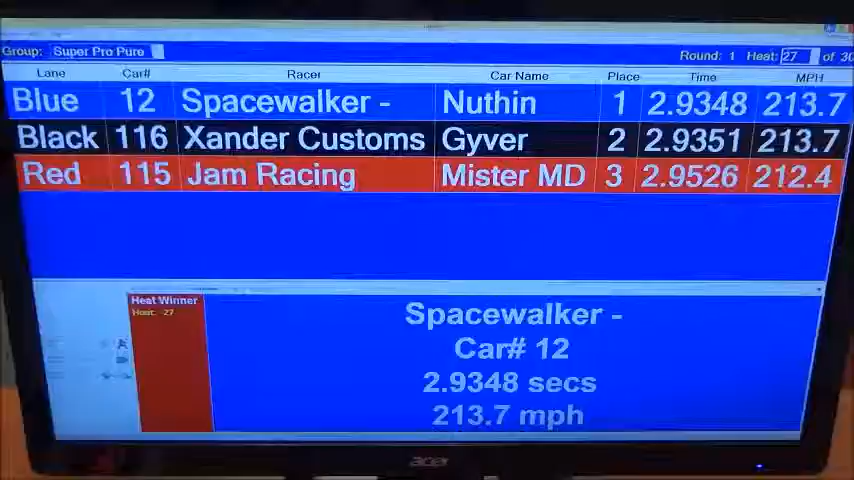 Group: Super Pro Pure Round: 1 Heat: 27 of 30
Lane Car# Racer Car Name Place Time MPH
Blue 12 Spacewalker - Nuthin 1 2.9348 213.7
Black 116 Xander Customs Gyver 2 2.9351 213.7
Red 115 Jam Racing Mister MD 3 2.9526 212.4
Heat Winner
Heat: 27
Spacewalker -
Car# 12
2.9348 secs
213.7 mph
acer